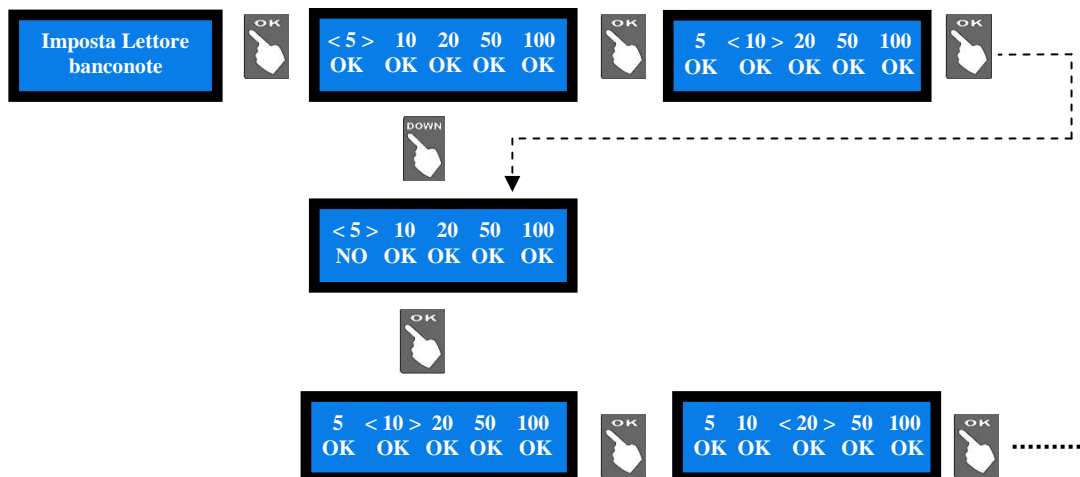 Imposta Lettore
banconote
OK
< 5 > 10 20 50 100
OK OK OK OK OK
OK
5 < 10 > 20 50 100
OK OK OK OK OK
OK
DOWN
< 5 > 10 20 50 100
NO OK OK OK OK
OK
5 < 10 > 20 50 100
OK OK OK OK OK
OK
5 10 < 20 > 50 100
OK OK OK OK OK
OK